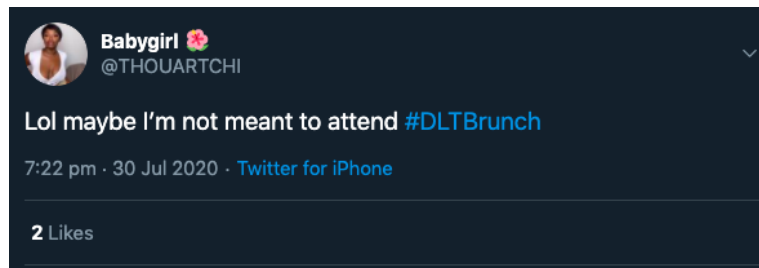 Babygirl 🌺
@THOUARTCHI
Lol maybe I'm not meant to attend #DLTBrunch
7:22 pm · 30 Jul 2020 · Twitter for iPhone
2 Likes